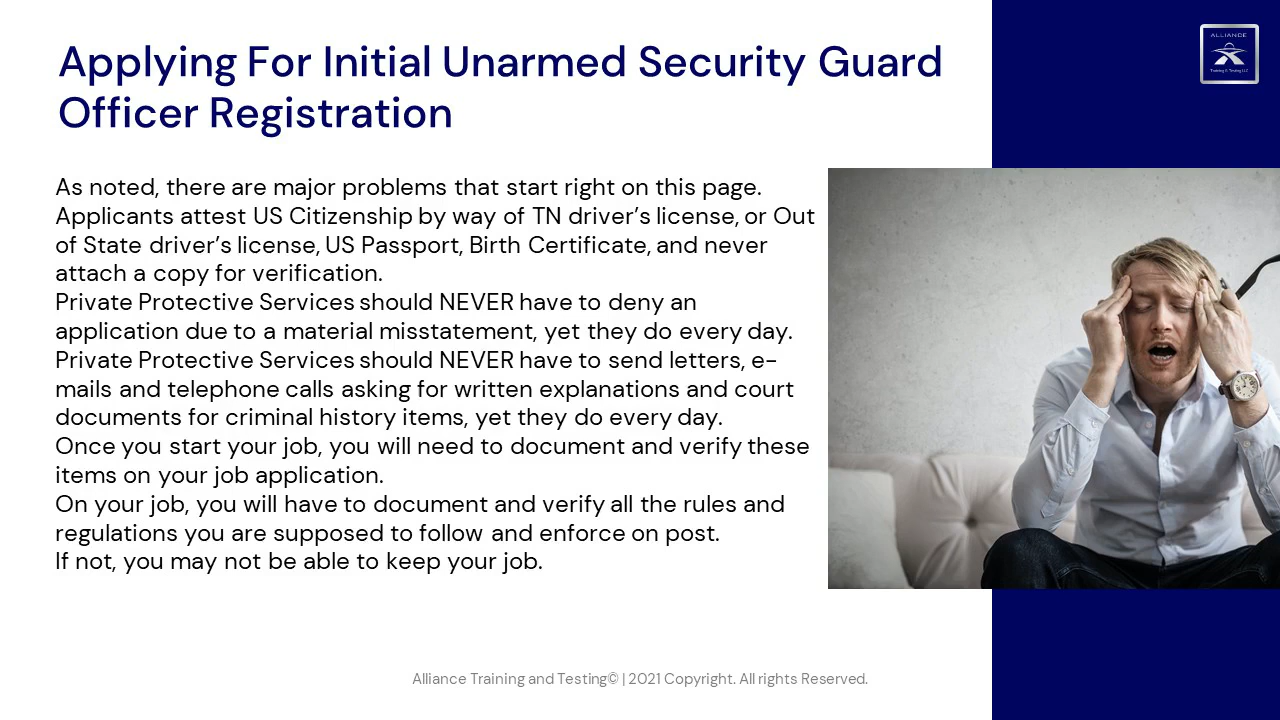 Applying For Initial Unarmed Security Guard
Officer Registration
ALLIANCE
Training & Testing LLC
As noted, there are major problems that start right on this page.
Applicants attest US Citizenship by way of TN driver’s license, or Out
of State driver’s license, US Passport, Birth Certificate, and never
attach a copy for verification.
Private Protective Services should NEVER have to deny an
application due to a material misstatement, yet they do every day.
Private Protective Services should NEVER have to send letters, e-
mails and telephone calls asking for written explanations and court
documents for criminal history items, yet they do every day.
Once you start your job, you will need to document and verify these
items on your job application.
On your job, you will have to document and verify all the rules and
regulations you are supposed to follow and enforce on post.
If not, you may not be able to keep your job.
Alliance Training and Testing© | 2021 Copyright. All rights Reserved.